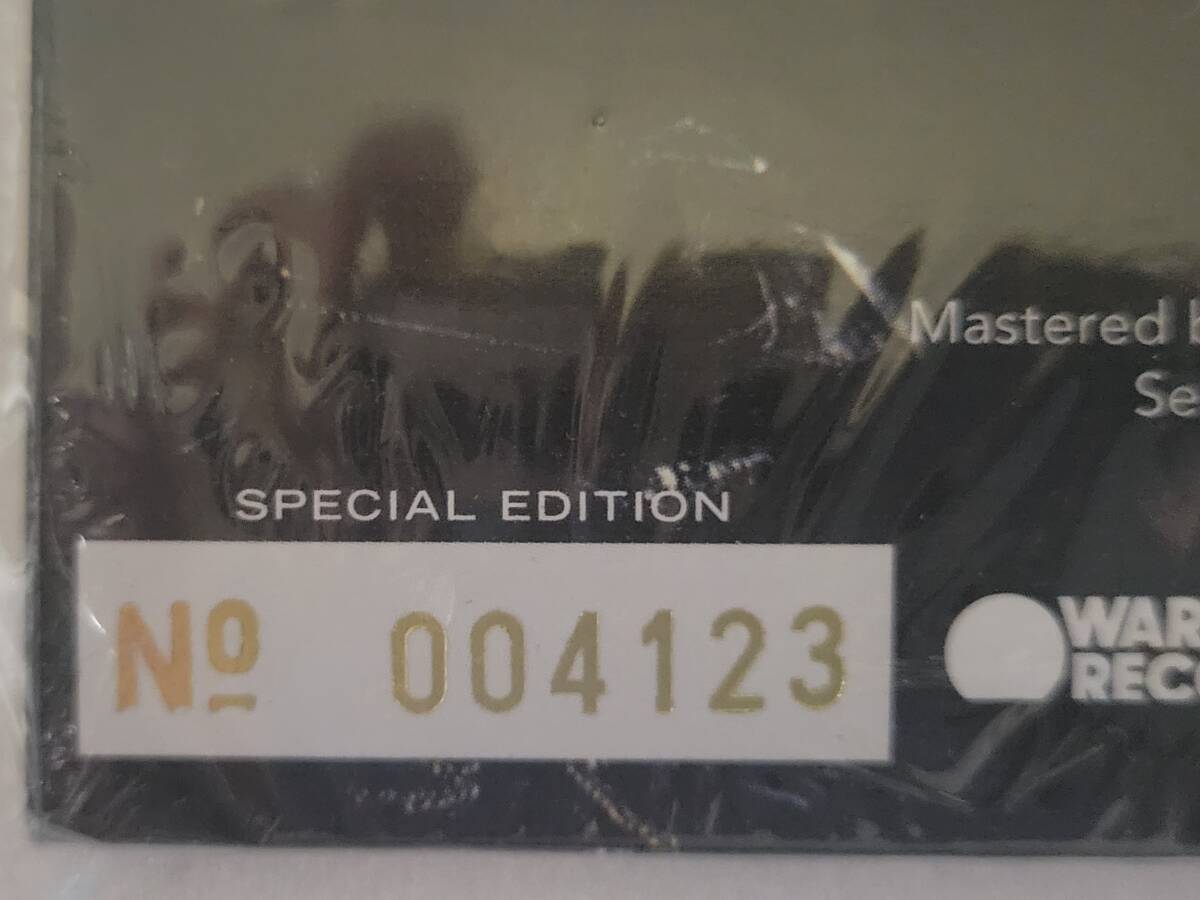 Mastered
SPECIAL EDITION
Nº 004123